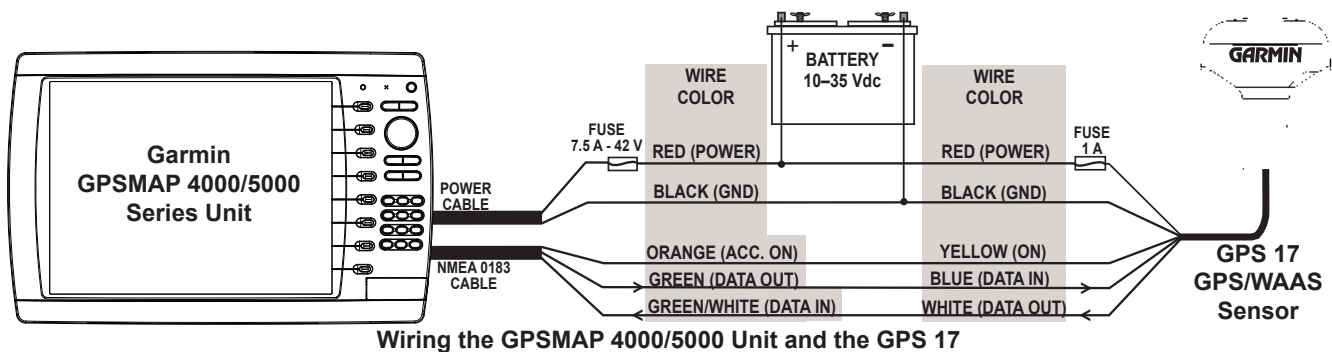 Garmin
GPSMAP 4000/5000
Series Unit
POWER
CABLE
NMEA 0183
CABLE
FUSE
7.5 A - 42 V
WIRE
COLOR
RED (POWER)
BLACK (GND)
ORANGE (ACC. ON)
GREEN (DATA OUT)
GREEN/WHITE (DATA IN)
+ −
BATTERY
10–35 Vdc
WIRE
COLOR
RED (POWER)
BLACK (GND)
YELLOW (ON)
BLUE (DATA IN)
WHITE (DATA OUT)
FUSE
1 A
GARMIN
GPS 17
GPS/WAAS
Sensor
Wiring the GPSMAP 4000/5000 Unit and the GPS 17